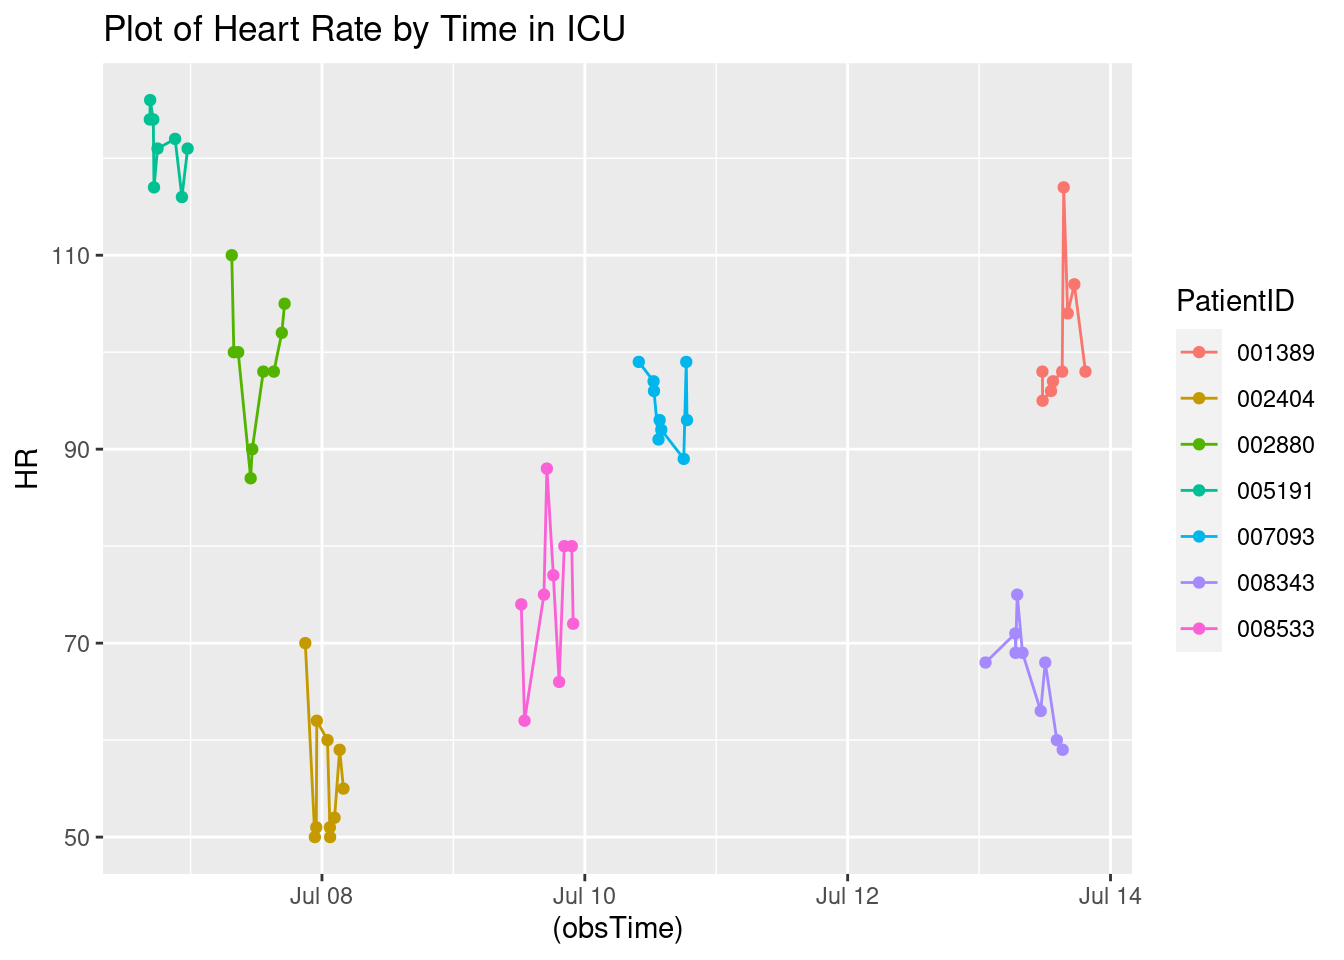 Plot of Heart Rate by Time in ICU
HR
110
90
70
50
Jul 08
Jul 10
Jul 12
Jul 14
(obsTime)
PatientID
001389
002404
002880
005191
007093
008343
008533